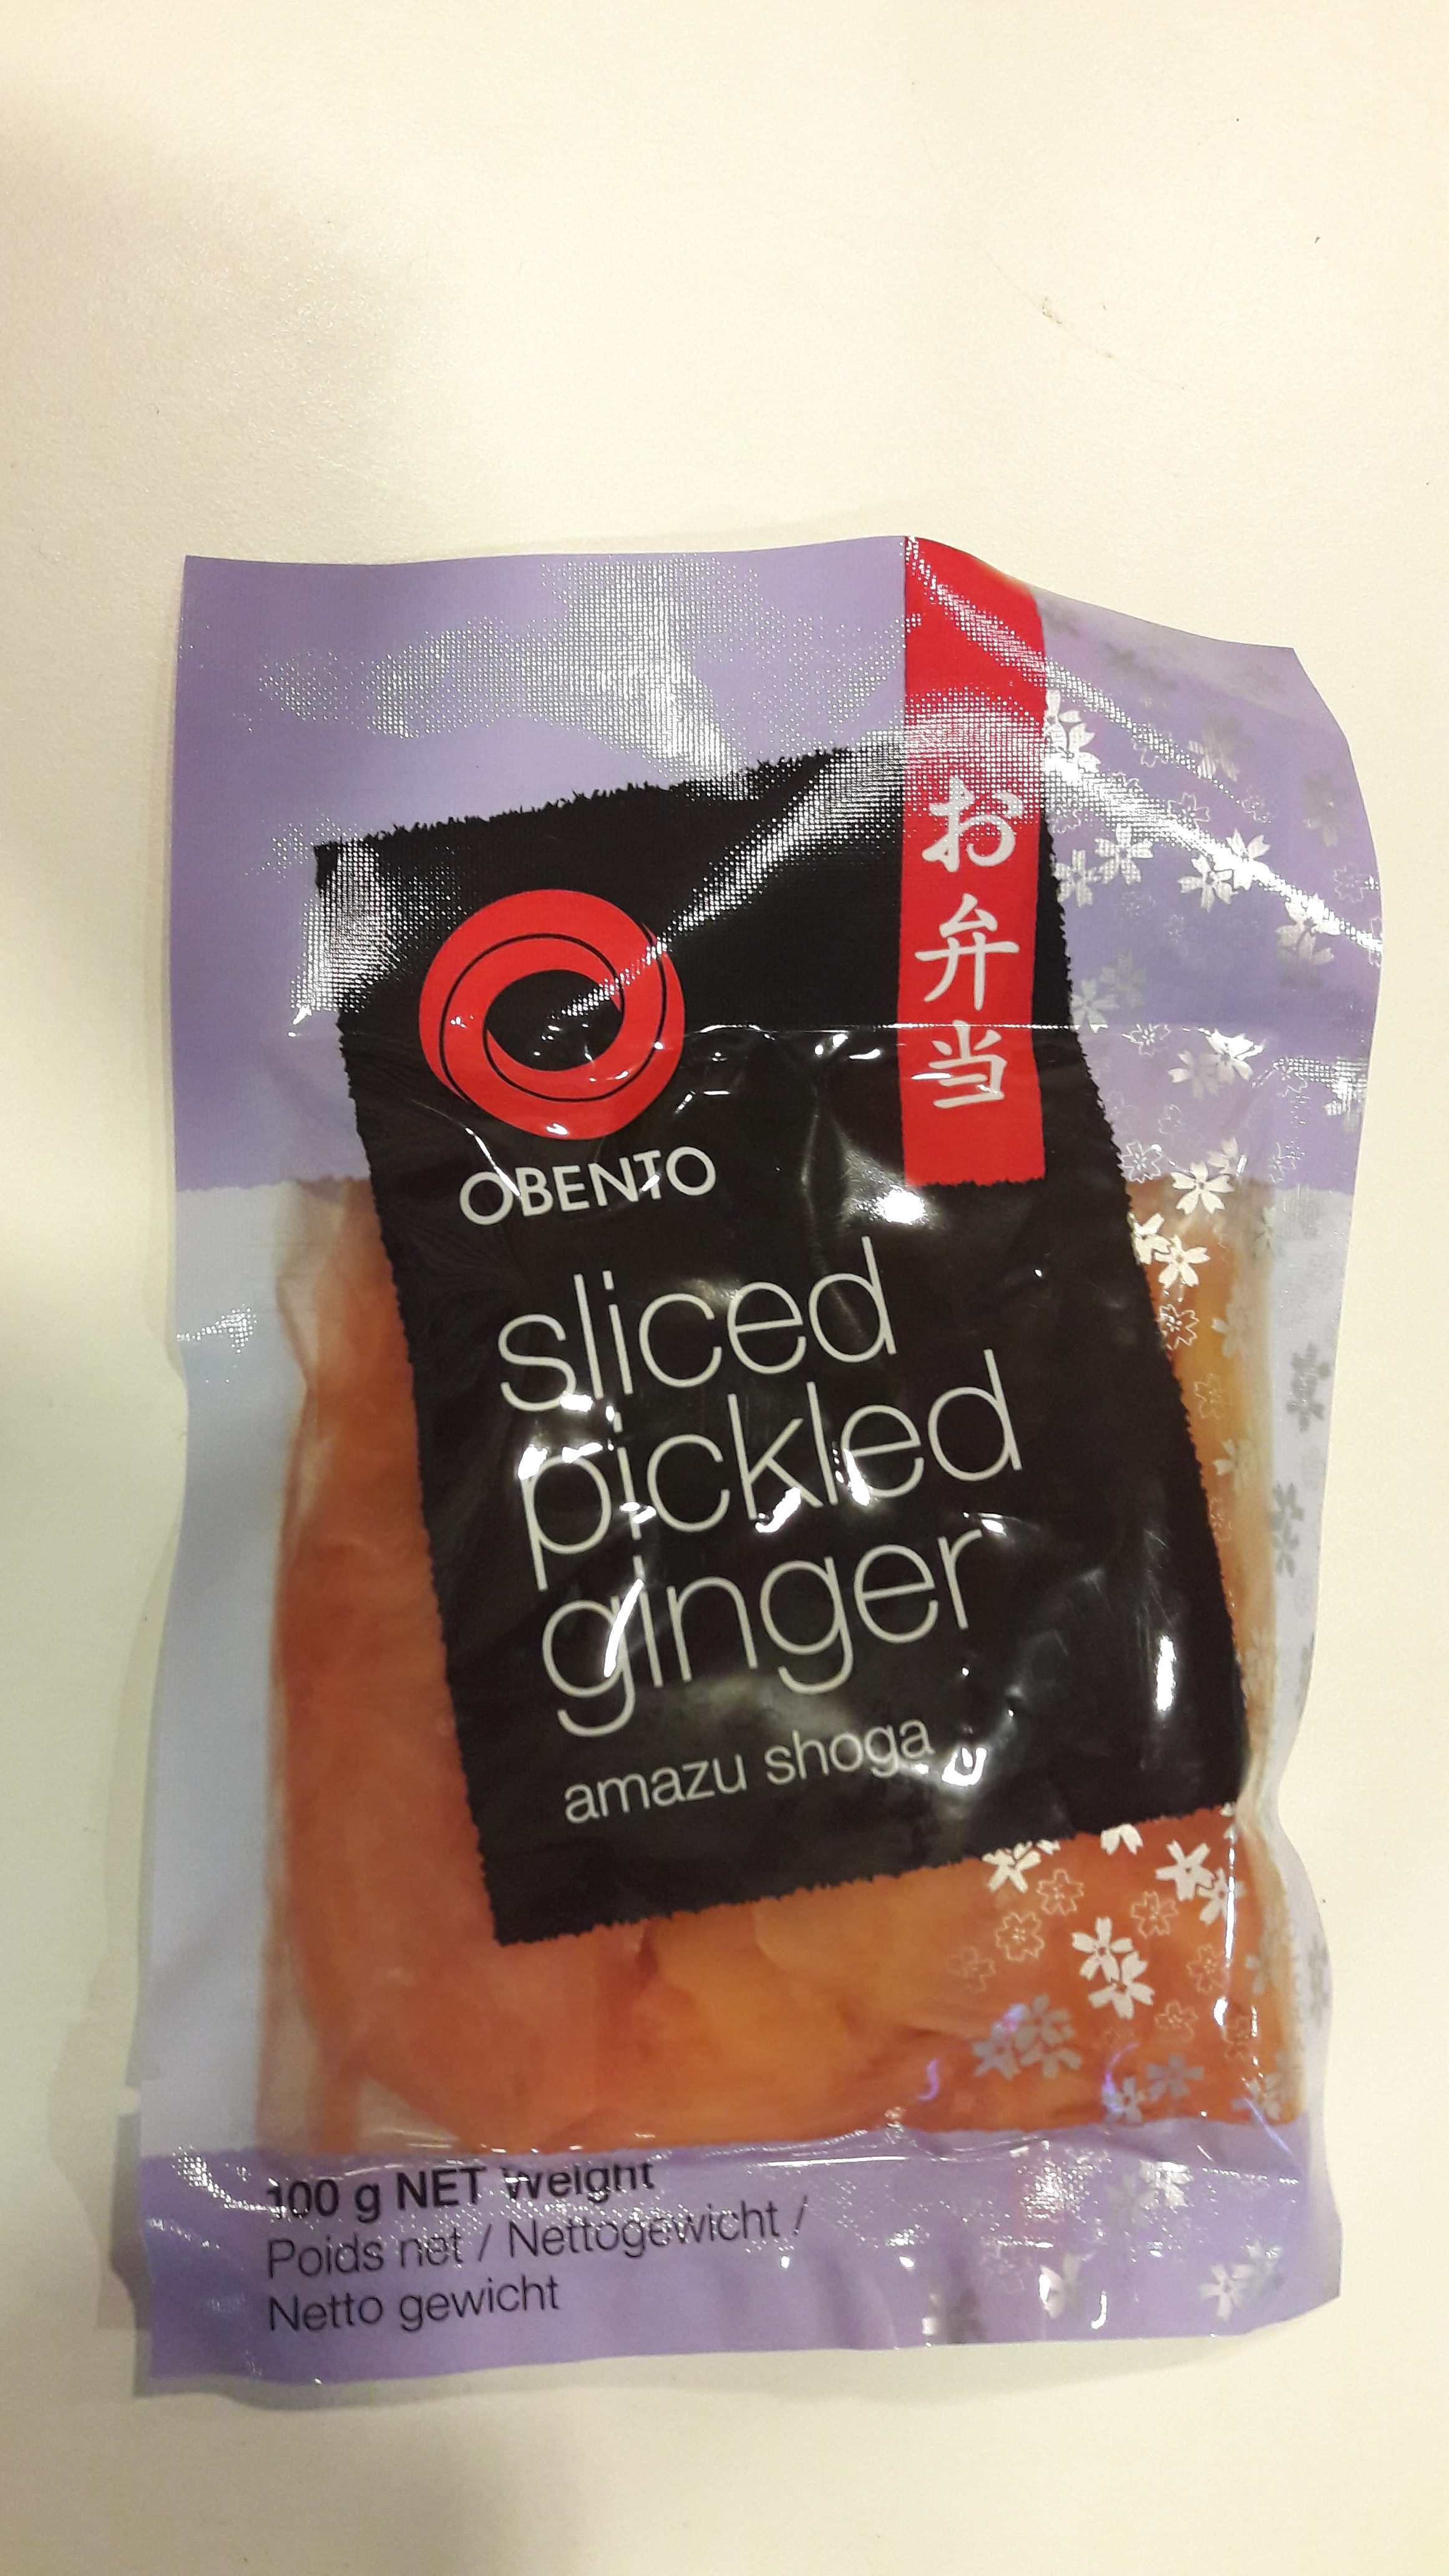 お弁当
OBENTO
sliced
pickled
ginger
amazu shoga
100 g NET Weight
Poids net / Nettogewicht /
Netto gewicht